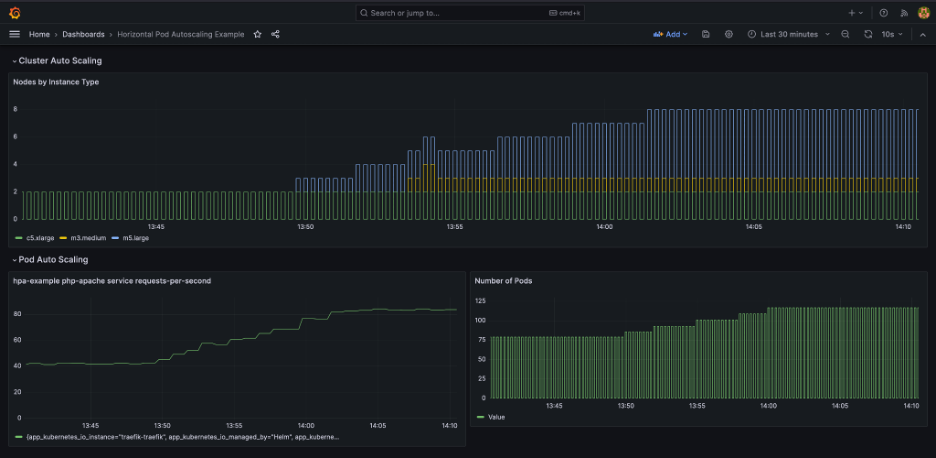 Search or jump to...
cmd+k
Home › Dashboards › Horizontal Pod Autoscaling Example
Add
Last 30 minutes
10s
Cluster Auto Scaling
Nodes by Instance Type
8
6
4
2
0
13:45 13:50 13:55 14:00 14:05 14:10
c5.xlarge m3.medium m5.large
Pod Auto Scaling
hpa-example php-apache service requests-per-second
80
60
40
20
0
13:45 13:50 13:55 14:00 14:05 14:10
{app_kubernetes_io_instance="traefik-traefik", app_kubernetes_io_managed_by="Helm", app_kuberne...
Number of Pods
125
100
75
50
25
0
13:45 13:50 13:55 14:00 14:05 14:10
Value